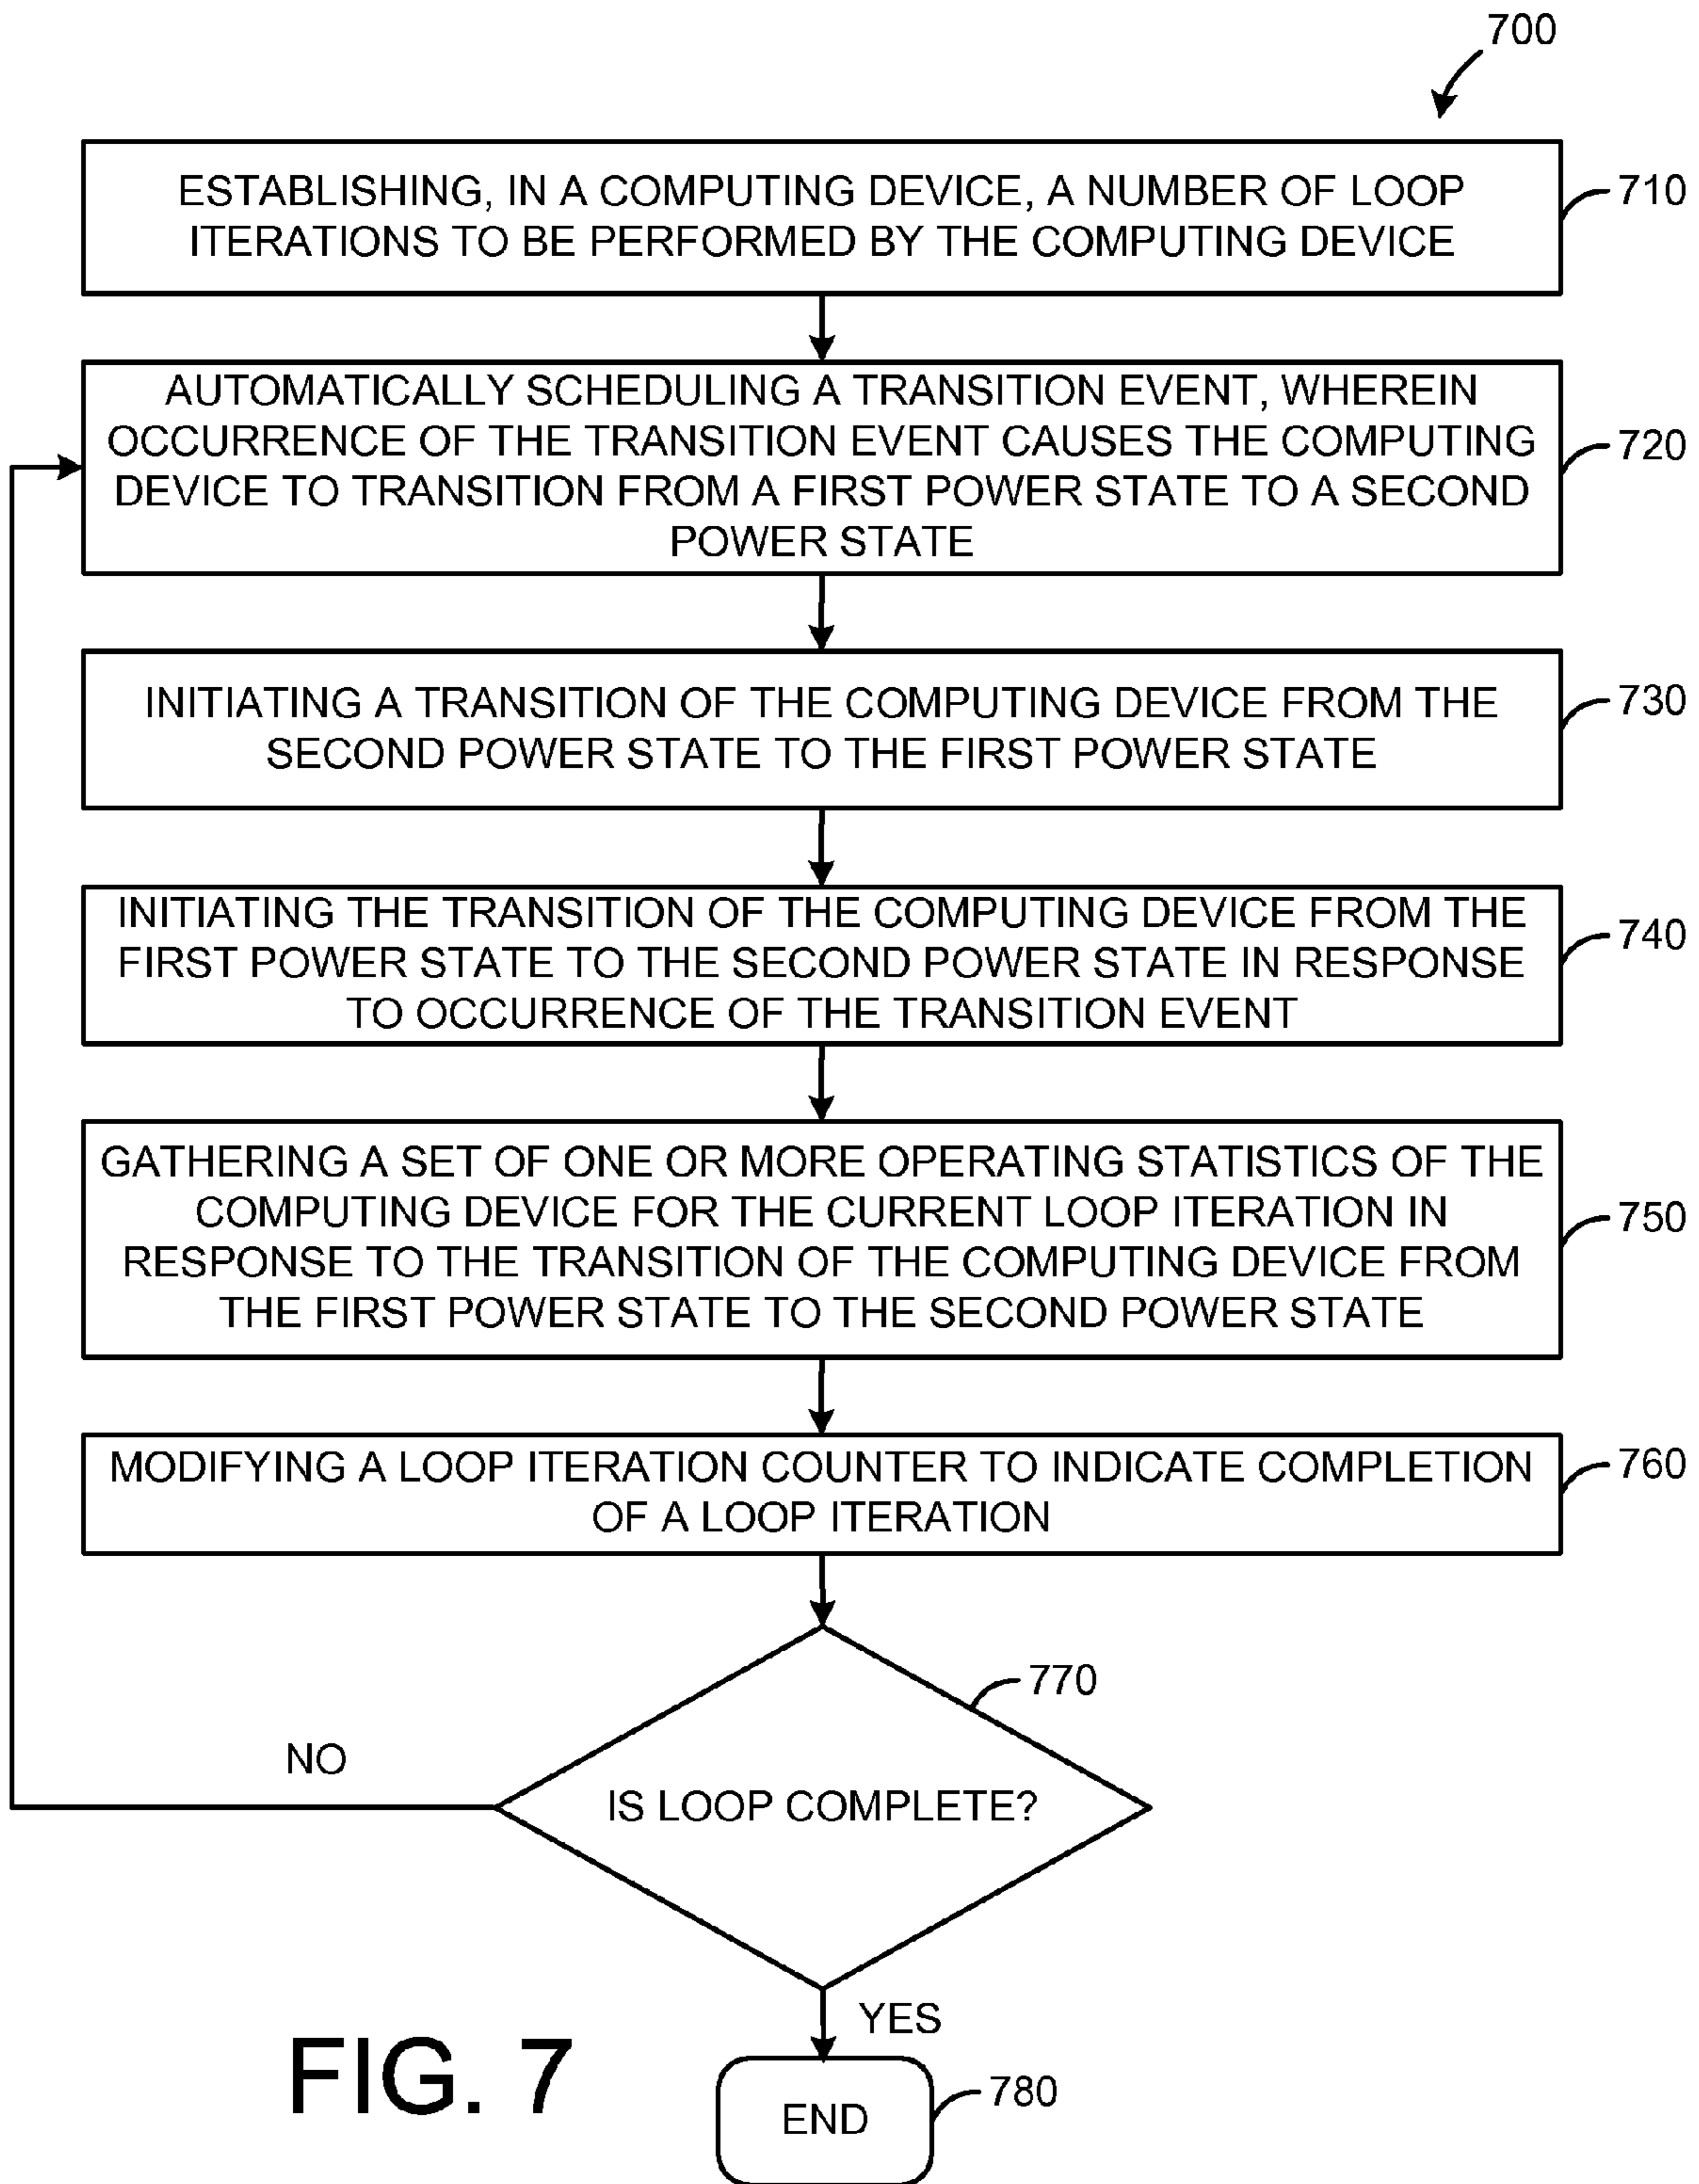 700
ESTABLISHING, IN A COMPUTING DEVICE, A NUMBER OF LOOP
ITERATIONS TO BE PERFORMED BY THE COMPUTING DEVICE
710
AUTOMATICALLY SCHEDULING A TRANSITION EVENT, WHEREIN
OCCURRENCE OF THE TRANSITION EVENT CAUSES THE COMPUTING
DEVICE TO TRANSITION FROM A FIRST POWER STATE TO A SECOND
POWER STATE
720
INITIATING A TRANSITION OF THE COMPUTING DEVICE FROM THE
SECOND POWER STATE TO THE FIRST POWER STATE
730
INITIATING THE TRANSITION OF THE COMPUTING DEVICE FROM THE
FIRST POWER STATE TO THE SECOND POWER STATE IN RESPONSE
TO OCCURRENCE OF THE TRANSITION EVENT
740
GATHERING A SET OF ONE OR MORE OPERATING STATISTICS OF THE
COMPUTING DEVICE FOR THE CURRENT LOOP ITERATION IN
RESPONSE TO THE TRANSITION OF THE COMPUTING DEVICE FROM
THE FIRST POWER STATE TO THE SECOND POWER STATE
750
MODIFYING A LOOP ITERATION COUNTER TO INDICATE COMPLETION
OF A LOOP ITERATION
760
770
NO
IS LOOP COMPLETE?
YES
END
780
FIG. 7